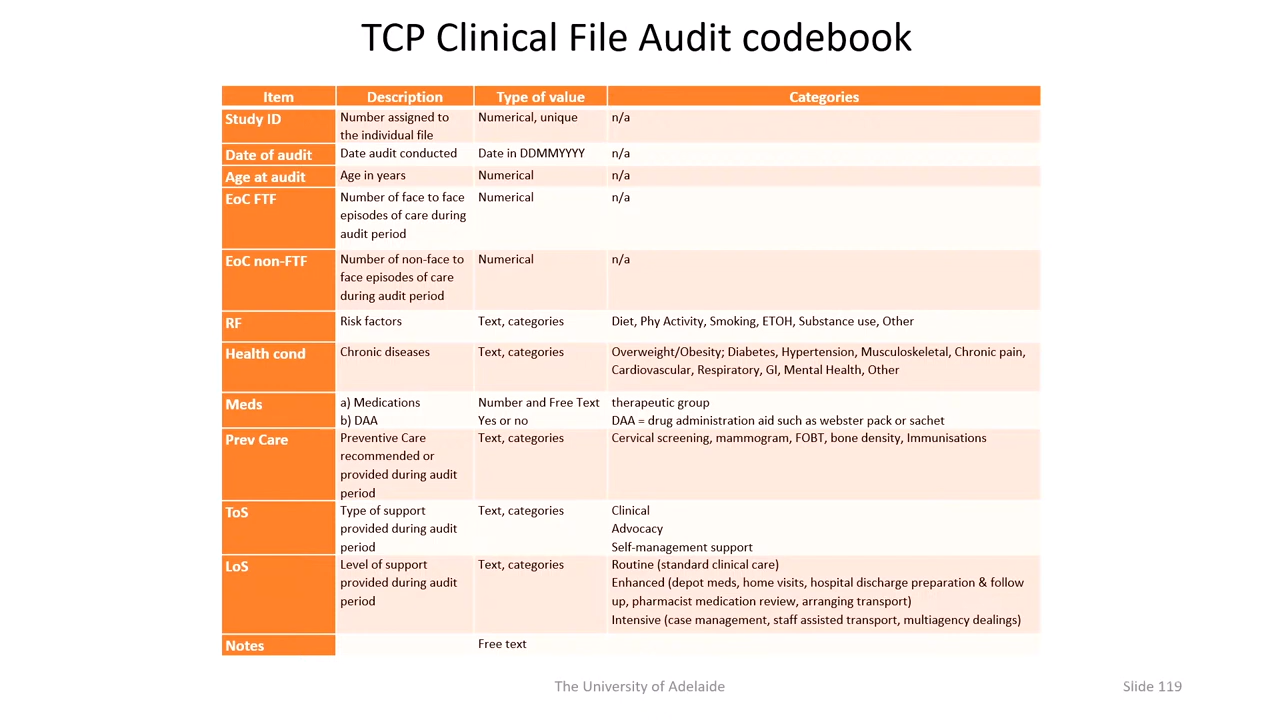 TCP Clinical File Audit codebook
Item Description Type of value Categories
Study ID Number assigned to Numerical, unique n/a
the individual file
Date of audit Date audit conducted Date in DDMMYYYY n/a
Age at audit Age in years Numerical n/a
EoC FTF Number of face to face Numerical n/a
episodes of care during
audit period
EoC non-FTF Number of non-face to Numerical n/a
face episodes of care
during audit period
RF Risk factors Text, categories Diet, Phy Activity, Smoking, ETOH, Substance use, Other
Health cond Chronic diseases Text, categories Overweight/Obesity; Diabetes, Hypertension, Musculoskeletal, Chronic pain,
Cardiovascular, Respiratory, GI, Mental Health, Other
Meds a) Medications Number and Free Text therapeutic group
b) DAA Yes or no DAA = drug administration aid such as webster pack or sachet
Prev Care Preventive Care Text, categories Cervical screening, mammogram, FOBT, bone density, Immunisations
recommended or
provided during audit
period
ToS Type of support Text, categories Clinical
provided during audit Advocacy
period Self-management support
LoS Level of support Text, categories Routine (standard clinical care)
provided during audit Enhanced (depot meds, home visits, hospital discharge preparation & follow
period up, pharmacist medication review, arranging transport)
Intensive (case management, staff assisted transport, multiagency dealings)
Notes Free text
The University of Adelaide Slide 119